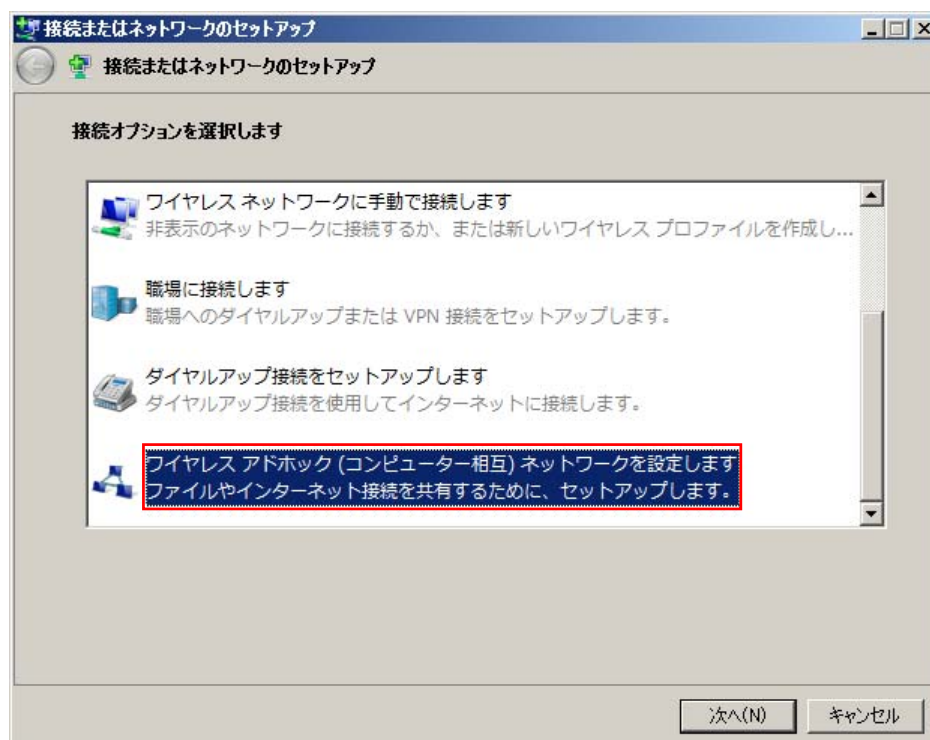 接続またはネットワークのセットアップ
接続またはネットワークのセットアップ
接続オプションを選択します
ワイヤレス ネットワークに手動で接続します
非表示のネットワークに接続するか、または新しいワイヤレス プロファイルを作成し...
職場に接続します
職場へのダイヤルアップまたは VPN 接続をセットアップします。
ダイヤルアップ接続をセットアップします
ダイヤルアップ接続を使用してインターネットに接続します。
ワイヤレス アドホック (コンピューター相互) ネットワークを設定します
ファイルやインターネット接続を共有するために、セットアップします。
次へ(N) キャンセル